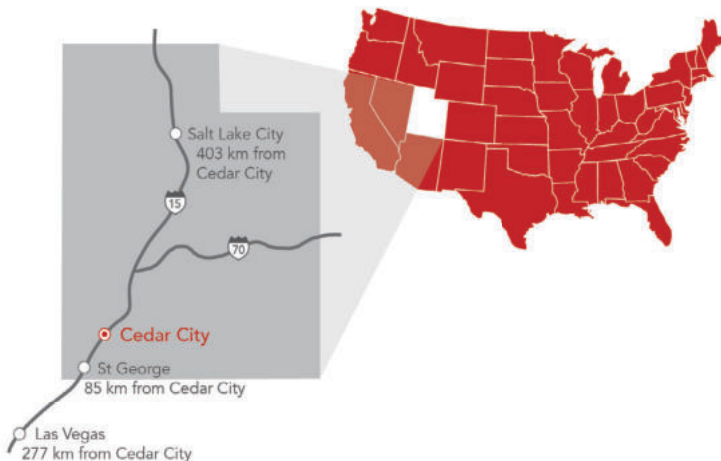 Salt Lake City
403 km from
Cedar City
15
70
Cedar City
St George
85 km from Cedar City
Las Vegas
277 km from Cedar City